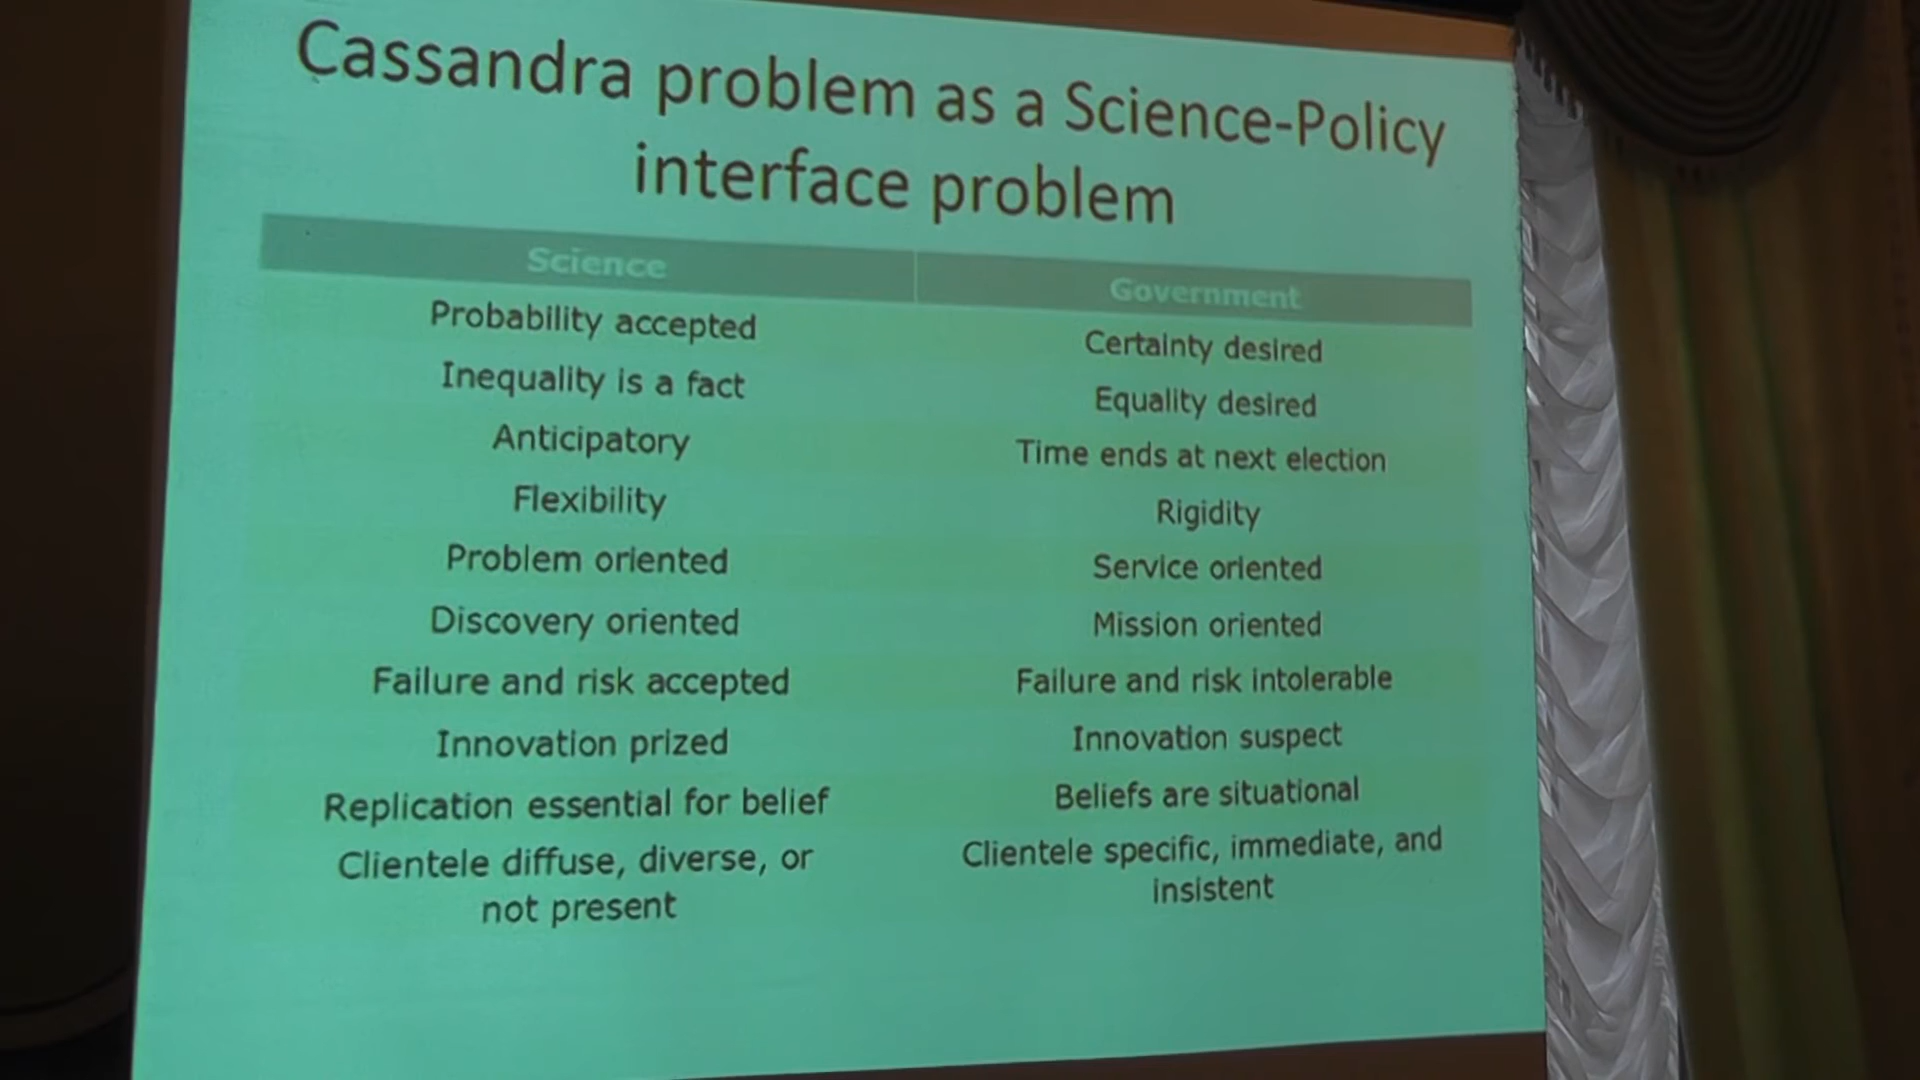 Cassandra problem as a Science-Policy
interface problem
Science Government
Probability accepted Certainty desired
Inequality is a fact Equality desired
Anticipatory Time ends at next election
Flexibility Rigidity
Problem oriented Service oriented
Discovery oriented Mission oriented
Failure and risk accepted Failure and risk intolerable
Innovation prized Innovation suspect
Replication essential for belief Beliefs are situational
Clientele diffuse, diverse, or Clientele specific, immediate, and
not present insistent